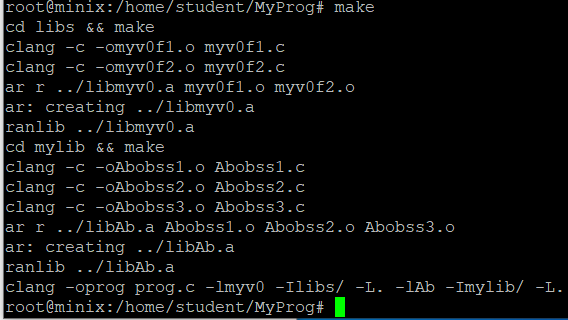 root@minix:/home/student/MyProg# make
cd libs && make
clang -c -omyv0f1.o myv0f1.c
clang -c -omyv0f2.o myv0f2.c
ar r ../libmyv0.a myv0f1.o myv0f2.o
ar: creating ../libmyv0.a
ranlib ../libmyv0.a
cd mylib && make
clang -c -oAbobss1.o Abobss1.c
clang -c -oAbobss2.o Abobss2.c
clang -c -oAbobss3.o Abobss3.c
ar r ../libAb.a Abobss1.o Abobss2.o Abobss3.o
ar: creating ../libAb.a
ranlib ../libAb.a
clang -oprog prog.c -lmyv0 -Ilibs/ -L. -lAb -Imylib/ -L.
root@minix:/home/student/MyProg#